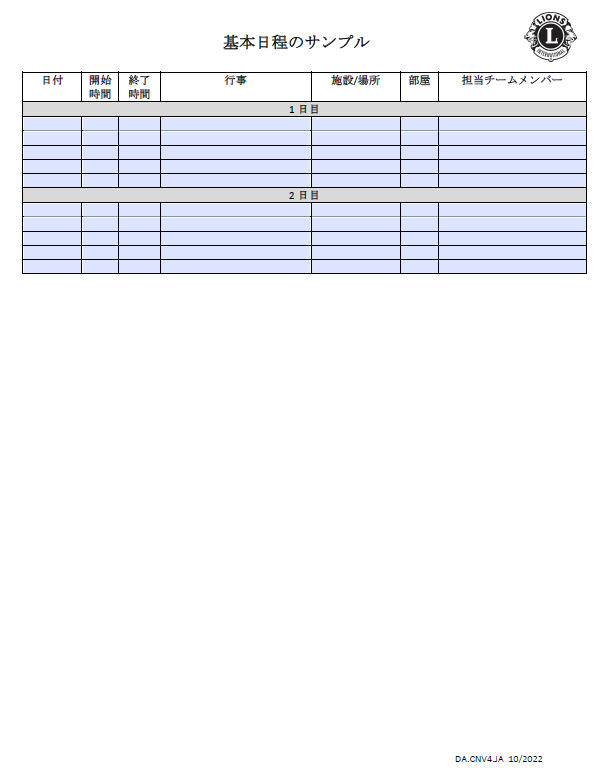 基本日程のサンプル
LIONS
L
INTERNATIONAL
日付 開始時間 終了時間 行事 施設/場所 部屋 担当チームメンバー
1 日目
2 日目
DA.CNV4.JA 10/2022